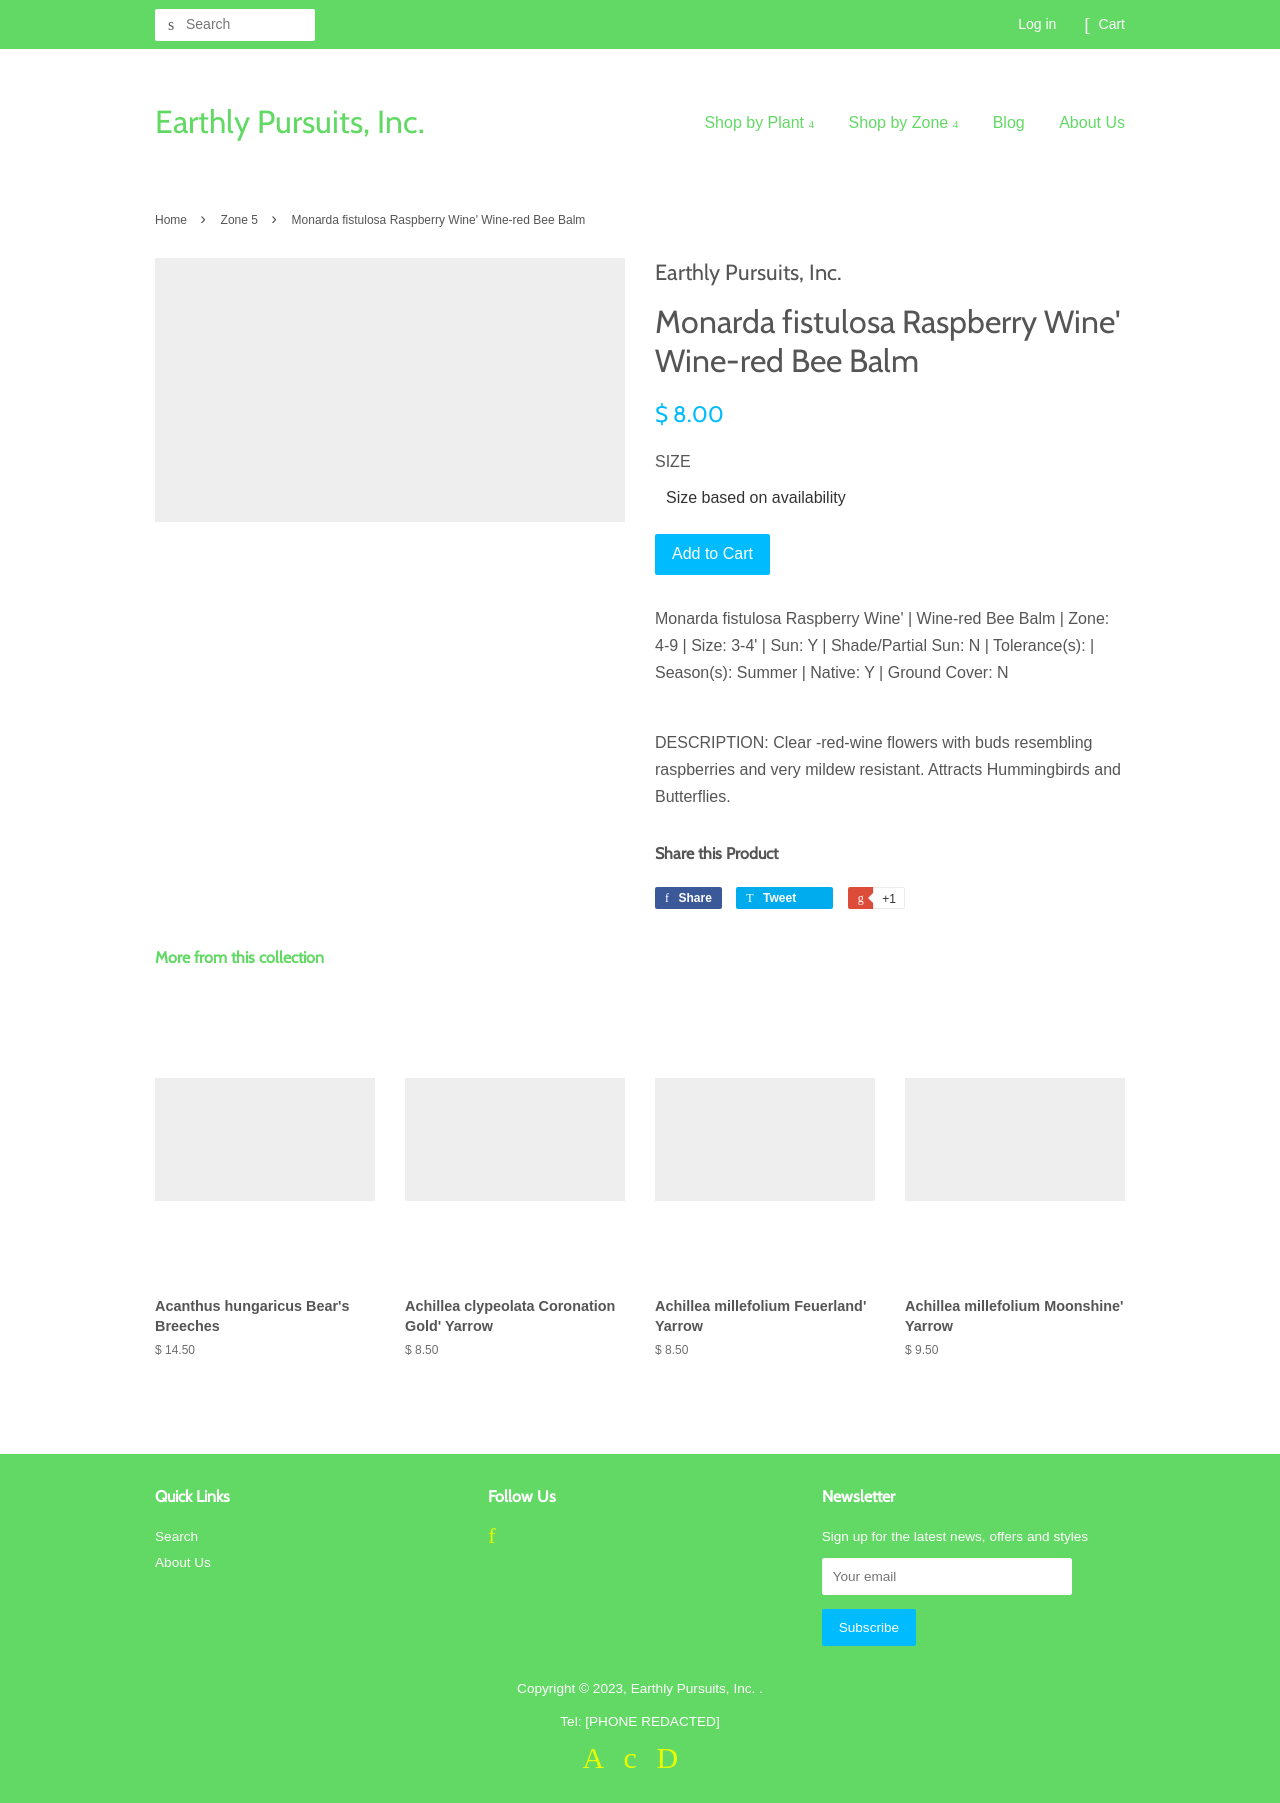 s Search
Log in [ Cart
Earthly Pursuits, Inc.
Shop by Plant 4 Shop by Zone 4 Blog About Us
Home › Zone 5 › Monarda fistulosa Raspberry Wine' Wine-red Bee Balm
Earthly Pursuits, Inc.
Monarda fistulosa Raspberry Wine'
Wine-red Bee Balm
$ 8.00
SIZE
Size based on availability
Add to Cart
Monarda fistulosa Raspberry Wine' | Wine-red Bee Balm | Zone:
4-9 | Size: 3-4' | Sun: Y | Shade/Partial Sun: N | Tolerance(s): |
Season(s): Summer | Native: Y | Ground Cover: N
DESCRIPTION: Clear -red-wine flowers with buds resembling
raspberries and very mildew resistant. Attracts Hummingbirds and
Butterflies.
Share this Product
f Share T Tweet g +1
More from this collection
Acanthus hungaricus Bear's
Breeches
$ 14.50
Achillea clypeolata Coronation
Gold' Yarrow
$ 8.50
Achillea millefolium Feuerland'
Yarrow
$ 8.50
Achillea millefolium Moonshine'
Yarrow
$ 9.50
Quick Links
Search
About Us
Follow Us
f
Newsletter
Sign up for the latest news, offers and styles
Your email
Subscribe
Copyright © 2023, Earthly Pursuits, Inc. .
Tel: [PHONE REDACTED]
A c D